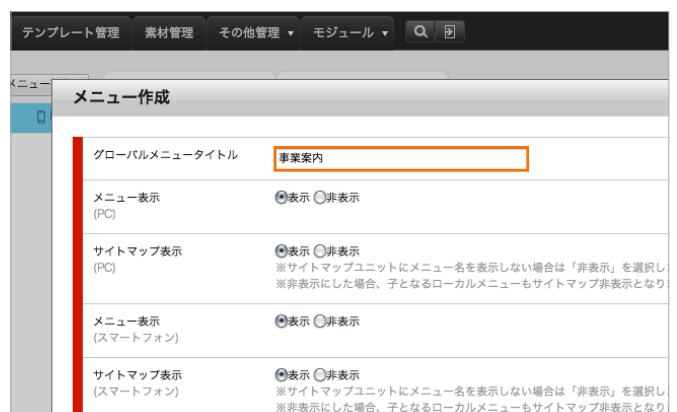 テンプレート管理 素材管理 その他管理 ▼ モジュール ▼
メニュー
メニュー作成
グローバルメニュータイトル 事業案内
メニュー表示 表示 非表示
(PC)
サイトマップ表示 表示 非表示
(PC) ※サイトマップユニットにメニュー名を表示しない場合は「非表示」を選択し
※非表示にした場合、子となるローカルメニューもサイトマップ非表示となり
メニュー表示 表示 非表示
(スマートフォン)
サイトマップ表示 表示 非表示
(スマートフォン) ※サイトマップユニットにメニュー名を表示しない場合は「非表示」を選択し
※非表示にした場合、子となるローカルメニューもサイトマップ非表示となり